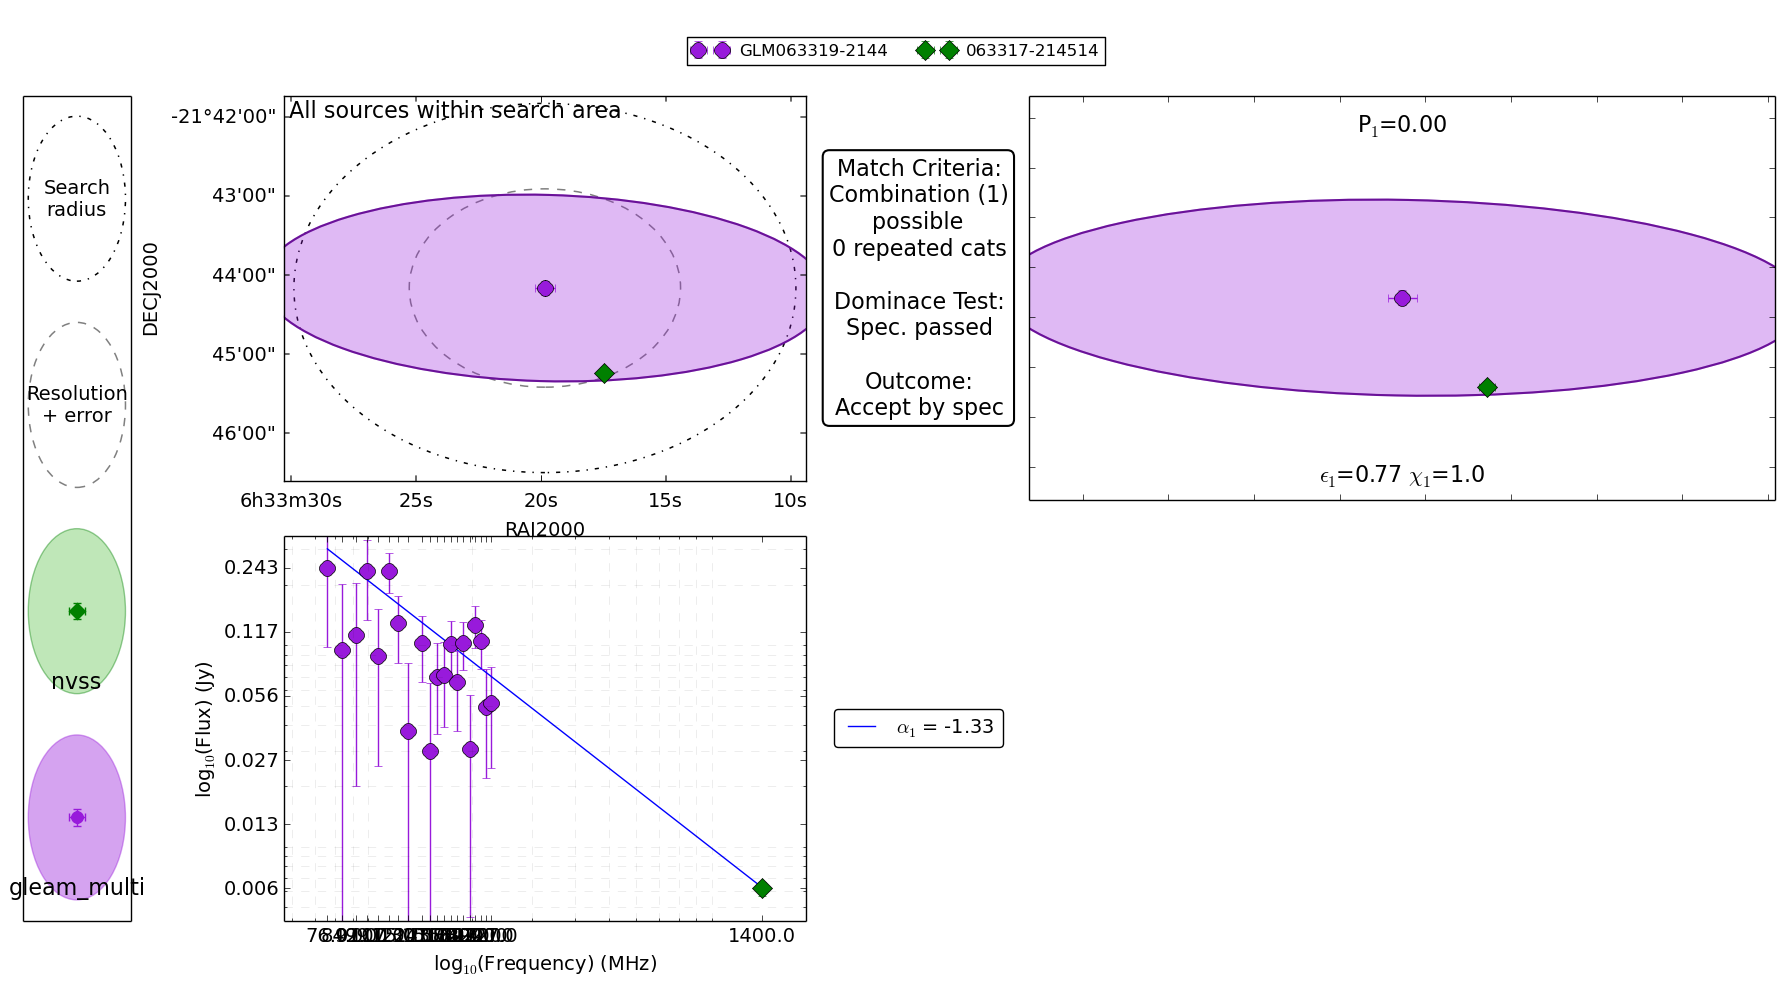 GLM063319-2144
063317-214514
Search
radius
Resolution
+ error
nvss
gleam_multi
All sources within search area
-21°42'00"
43'00"
44'00"
45'00"
46'00"
DECJ2000
6h33m30s
25s
20s
15s
10s
RAJ2000
Match Criteria:
Combination (1)
possible
0 repeated cats
Dominace Test:
Spec. passed
Outcome:
Accept by spec
P₁=0.00
ϵ₁=0.77 χ₁=1.0
0.243
0.117
0.056
0.027
0.013
0.006
log₁₀(Flux) (Jy)
1400.0
log₁₀(Frequency) (MHz)
α₁ = -1.33